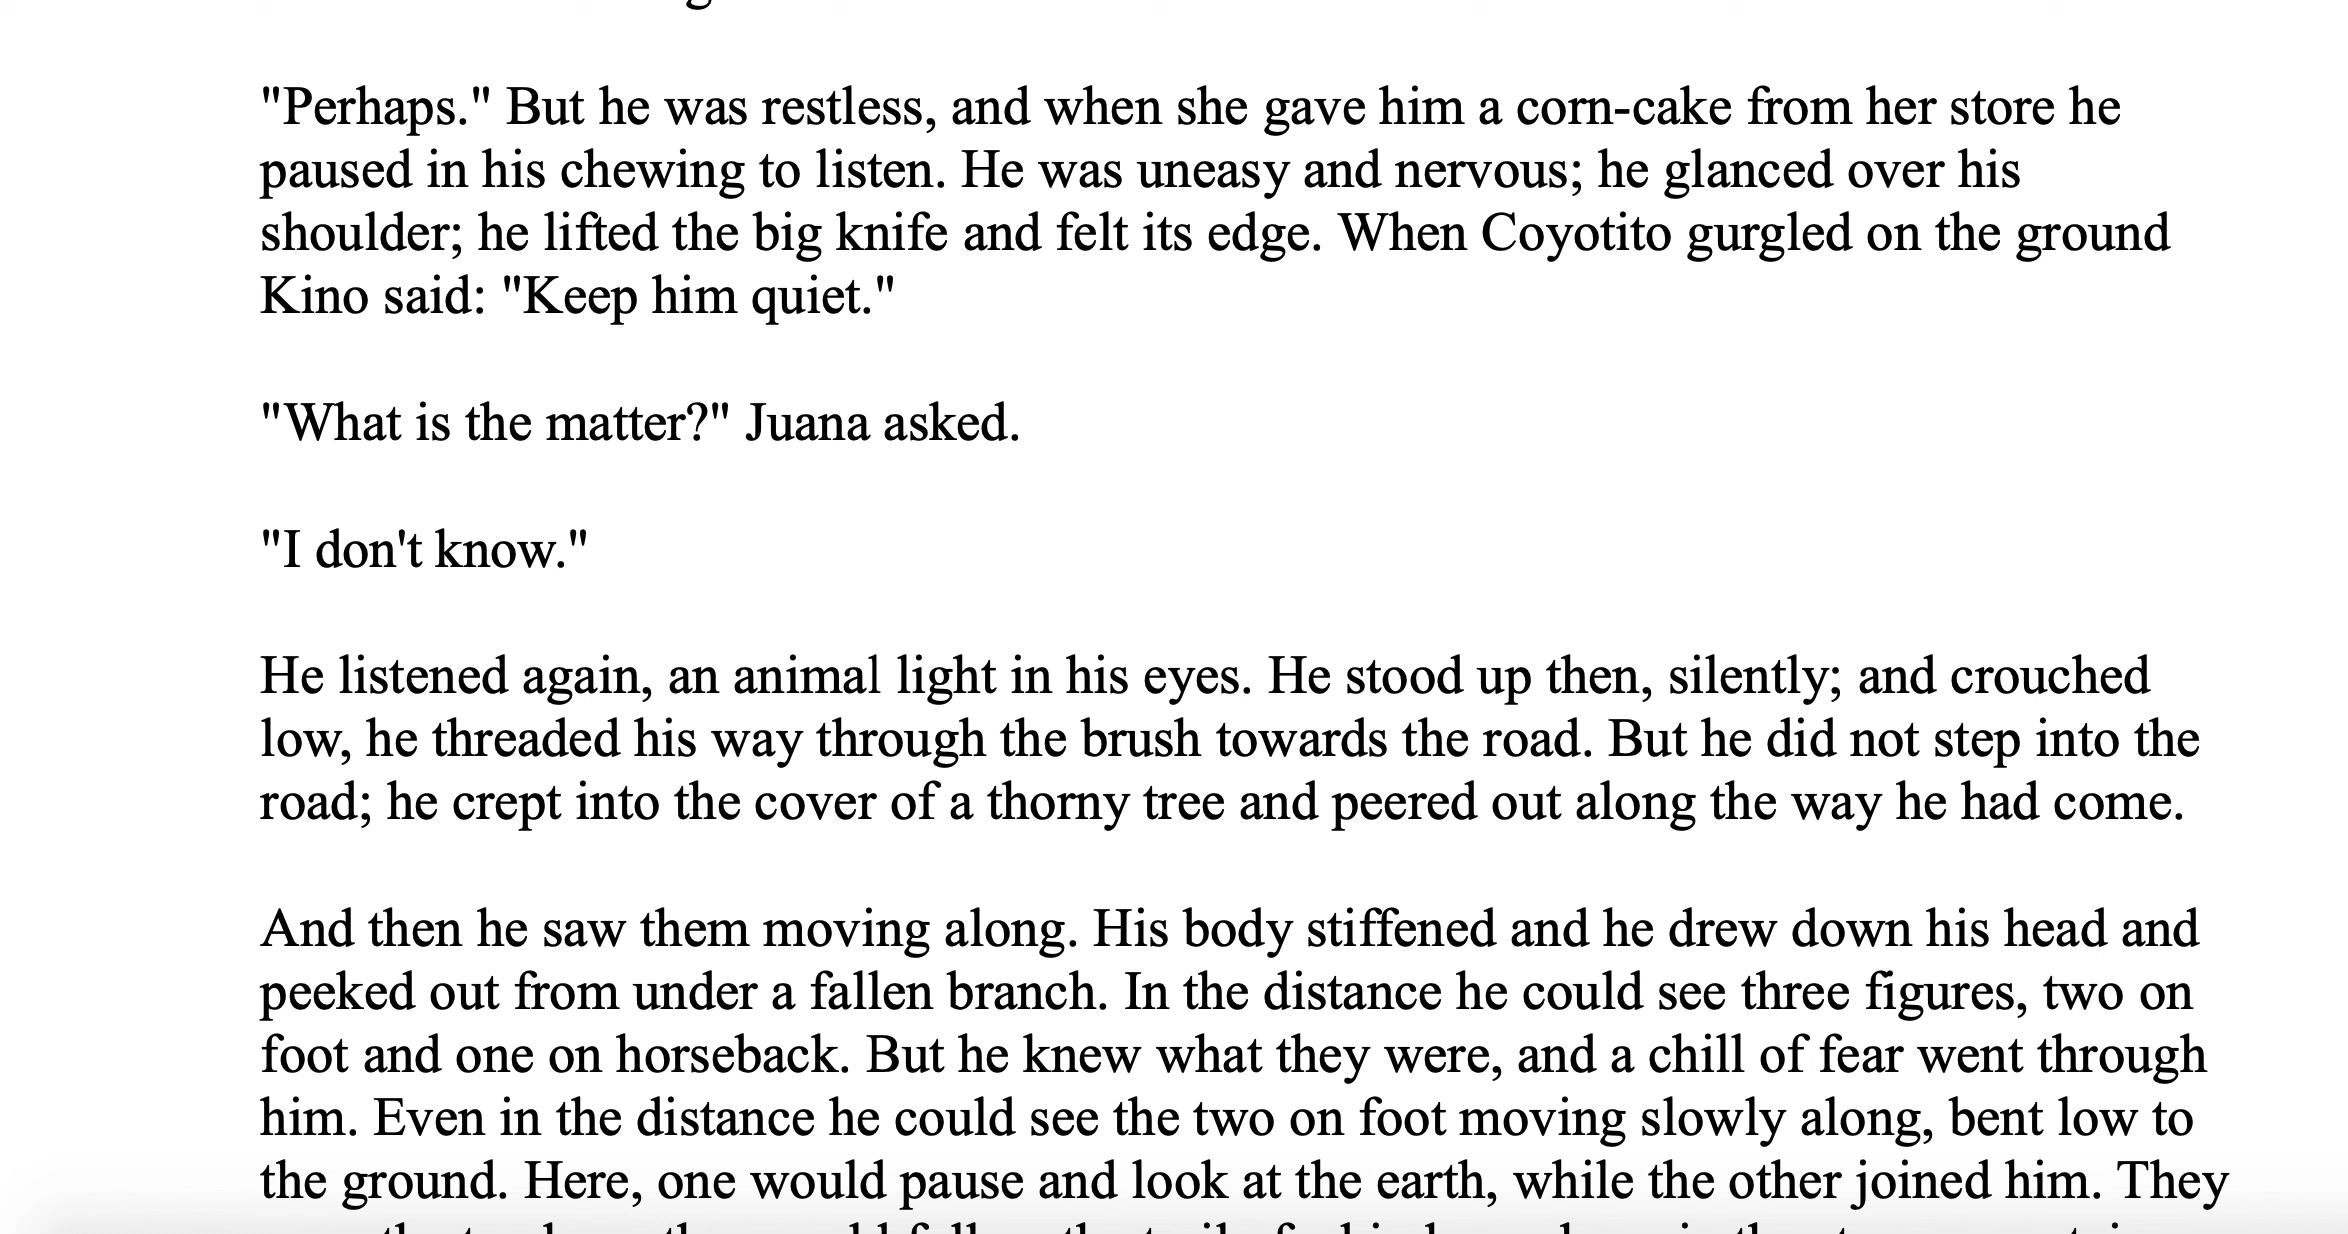 "Perhaps." But he was restless, and when she gave him a corn-cake from her store he
paused in his chewing to listen. He was uneasy and nervous; he glanced over his
shoulder; he lifted the big knife and felt its edge. When Coyotito gurgled on the ground
Kino said: "Keep him quiet."
"What is the matter?" Juana asked.
"I don't know."
He listened again, an animal light in his eyes. He stood up then, silently; and crouched
low, he threaded his way through the brush towards the road. But he did not step into the
road; he crept into the cover of a thorny tree and peered out along the way he had come.
And then he saw them moving along. His body stiffened and he drew down his head and
peeked out from under a fallen branch. In the distance he could see three figures, two on
foot and one on horseback. But he knew what they were, and a chill of fear went through
him. Even in the distance he could see the two on foot moving slowly along, bent low to
the ground. Here, one would pause and look at the earth, while the other joined him. They